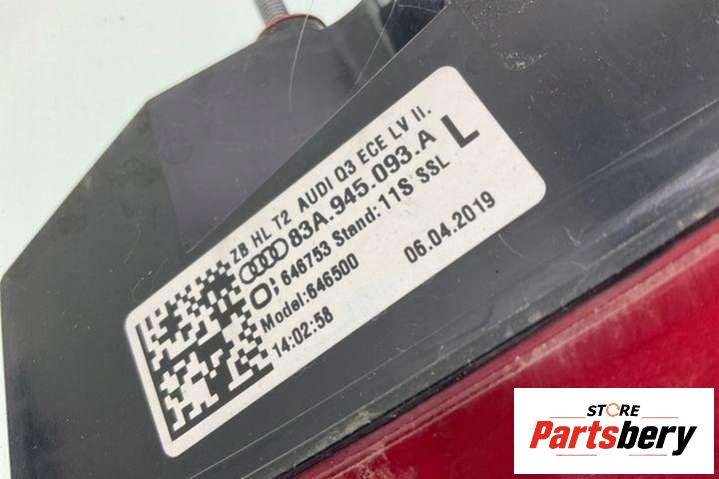 ZB HL T2 AUDI Q3 ECE LV II.
83A.945.093.A L
646753 Stand:11S SSL
Model:646500 06.04.2019
14:02:58
STORE
Partsbery